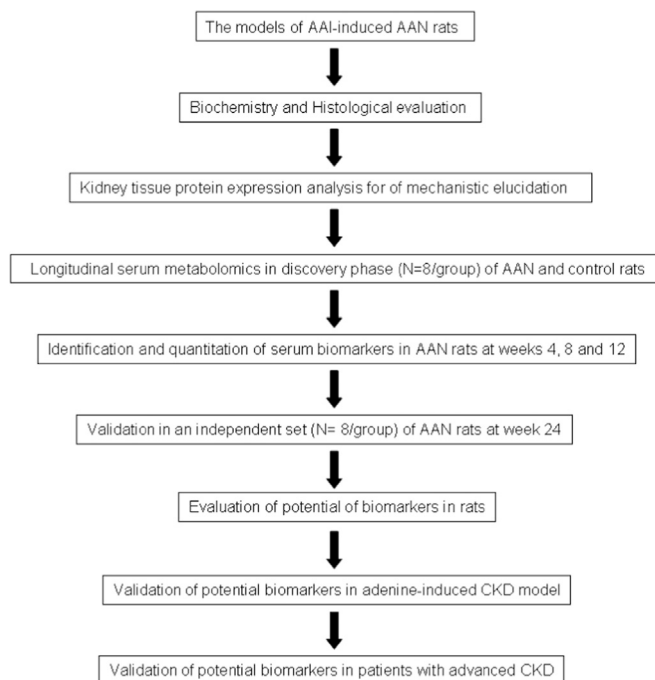 The models of AAI-induced AAN rats
Biochemistry and Histological evaluation
Kidney tissue protein expression analysis for of mechanistic elucidation
Longitudinal serum metabolomics in discovery phase (N=8/group) of AAN and control rats
Identification and quantitation of serum biomarkers in AAN rats at weeks 4, 8 and 12
Validation in an independent set (N= 8/group) of AAN rats at week 24
Evaluation of potential of biomarkers in rats
Validation of potential biomarkers in adenine-induced CKD model
Validation of potential biomarkers in patients with advanced CKD